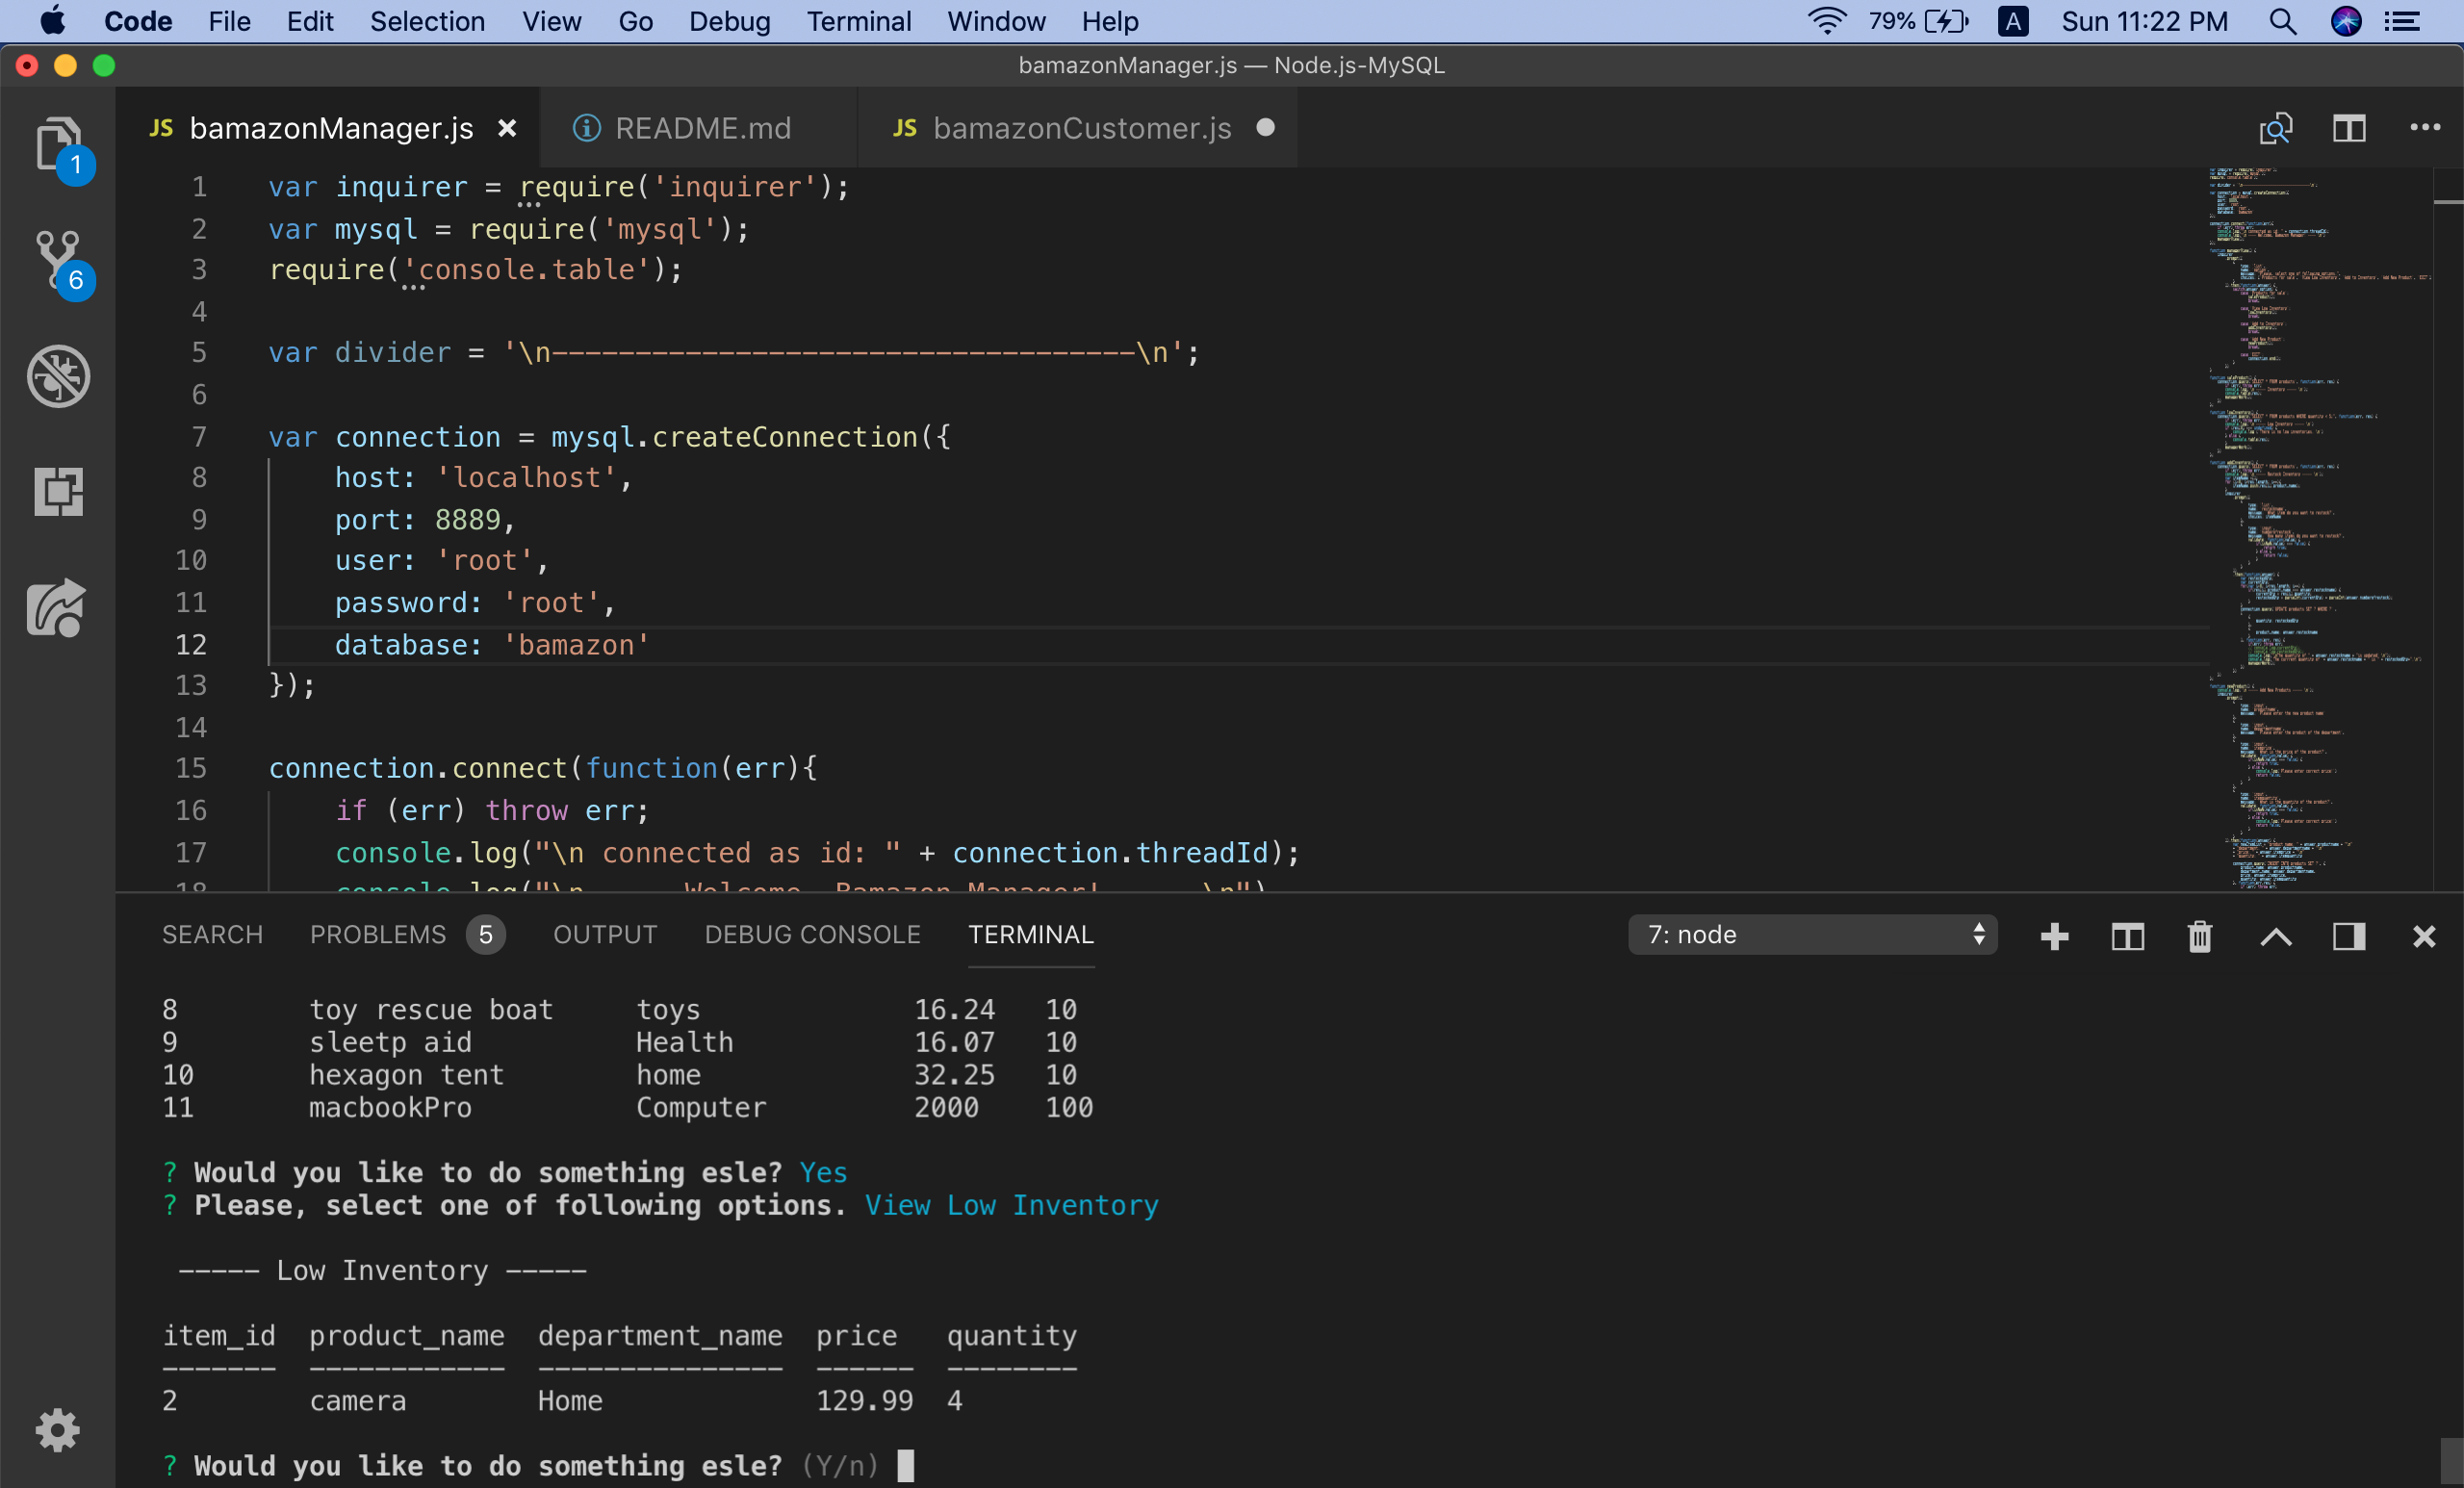 Code File Edit Selection View Go Debug Terminal Window Help 79% A Sun 11:22 PM
bamazonManager.js — Node.js-MySQL
JS bamazonManager.js README.md JS bamazonCustomer.js
1
6
1 var inquirer = require('inquirer');
2 var mysql = require('mysql');
3 require('console.table');
4
5 var divider = '\n-----------------------------------\n';
6
7 var connection = mysql.createConnection({
8 host: 'localhost',
9 port: 8889,
10 user: 'root',
11 password: 'root',
12 database: 'bamazon'
13 });
14
15 connection.connect(function(err){
16 if (err) throw err;
17 console.log("\n connected as id: " + connection.threadId);
18 console.log("\n ----- Welcome, Bamazon Manager! ----- \n")
SEARCH PROBLEMS 5 OUTPUT DEBUG CONSOLE TERMINAL 7: node
8 toy rescue boat toys 16.24 10
9 sleetp aid Health 16.07 10
10 hexagon tent home 32.25 10
11 macbookPro Computer 2000 100
? Would you like to do something esle? Yes
? Please, select one of following options. View Low Inventory
----- Low Inventory -----
item_id product_name department_name price quantity
------- ------------ --------------- ------ --------
2 camera Home 129.99 4
? Would you like to do something esle? (Y/n)